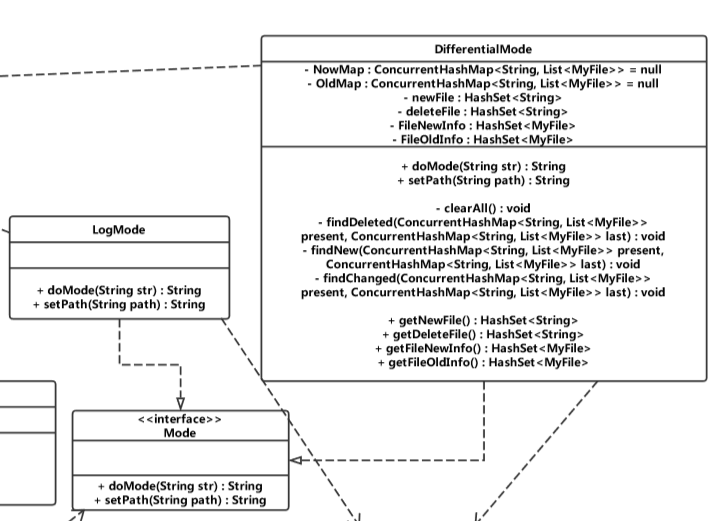 DifferentialMode
- NowMap : ConcurrentHashMap<String, List<MyFile>> = null
- OldMap : ConcurrentHashMap<String, List<MyFile>> = null
- newFile : HashSet<String>
- deleteFile : HashSet<String>
- FileNewInfo : HashSet<MyFile>
- FileOldInfo : HashSet<MyFile>
+ doMode(String str) : String
+ setPath(String path) : String
- clearAll() : void
- findDeleted(ConcurrentHashMap<String, List<MyFile>>
present, ConcurrentHashMap<String, List<MyFile>> last) : void
- findNew(ConcurrentHashMap<String, List<MyFile>> present,
ConcurrentHashMap<String, List<MyFile>> last) : void
- findChanged(ConcurrentHashMap<String, List<MyFile>>
present, ConcurrentHashMap<String, List<MyFile>> last) : void
+ getNewFile() : HashSet<String>
+ getDeleteFile() : HashSet<String>
+ getFileNewInfo() : HashSet<MyFile>
+ getFileOldInfo() : HashSet<MyFile>
LogMode
+ doMode(String str) : String
+ setPath(String path) : String
<<interface>>
Mode
+ doMode(String str) : String
+ setPath(String path) : String